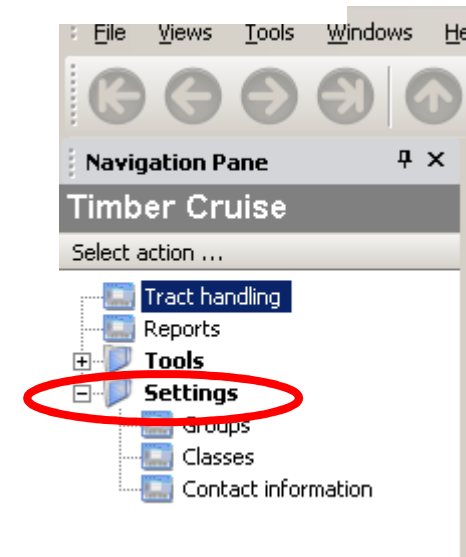 File Views Tools Windows He
Navigation Pane
Timber Cruise
Select action ...
Tract handling
Reports
Tools
Settings
Groups
Classes
Contact information